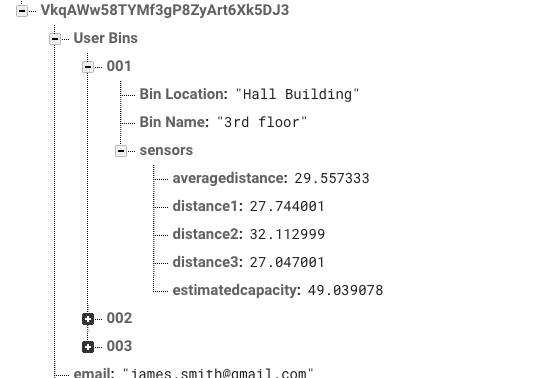 VkqAWw58TYMf3gP8ZyArt6Xk5DJ3
User Bins
001
Bin Location: "Hall Building"
Bin Name: "3rd floor"
sensors
averagedistance: 29.557333
distance1: 27.744001
distance2: 32.112999
distance3: 27.047001
estimatedcapacity: 49.039078
002
003
email: "james.smith@gmail.com"